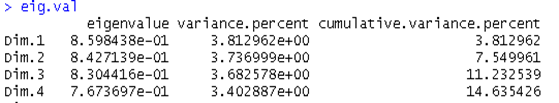 > eig.val
eigenvalue variance.percent cumulative.variance.percent
Dim.1 8.598438e-01 3.812962e+00 3.812962
Dim.2 8.427139e-01 3.736999e+00 7.549961
Dim.3 8.304416e-01 3.682578e+00 11.232539
Dim.4 7.673697e-01 3.402887e+00 14.635426